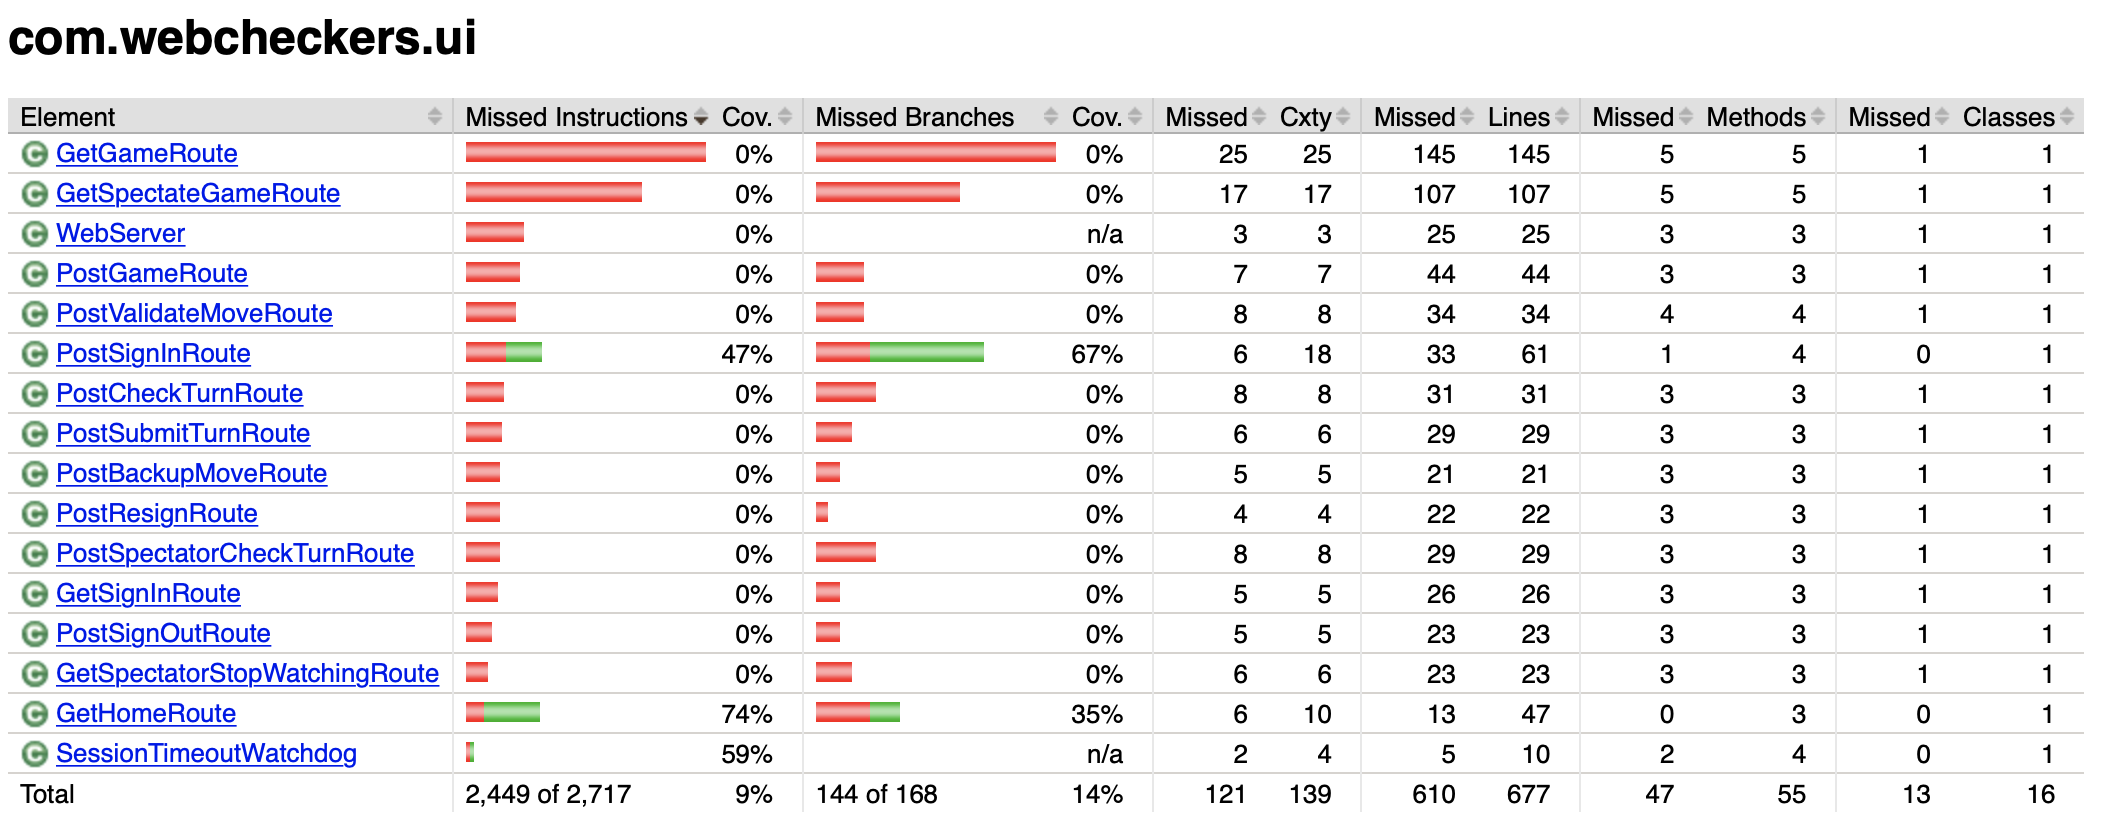 com.webcheckers.ui
Element Missed Instructions Cov. Missed Branches Cov. Missed Cxty Missed Lines Missed Methods Missed Classes
GetGameRoute 0% 0% 25 25 145 145 5 5 1 1
GetSpectateGameRoute 0% 0% 17 17 107 107 5 5 1 1
WebServer 0% n/a 3 3 25 25 3 3 1 1
PostGameRoute 0% 0% 7 7 44 44 3 3 1 1
PostValidateMoveRoute 0% 0% 8 8 34 34 4 4 1 1
PostSignInRoute 47% 67% 6 18 33 61 1 4 0 1
PostCheckTurnRoute 0% 0% 8 8 31 31 3 3 1 1
PostSubmitTurnRoute 0% 0% 6 6 29 29 3 3 1 1
PostBackupMoveRoute 0% 0% 5 5 21 21 3 3 1 1
PostResignRoute 0% 0% 4 4 22 22 3 3 1 1
PostSpectatorCheckTurnRoute 0% 0% 8 8 29 29 3 3 1 1
GetSignInRoute 0% 0% 5 5 26 26 3 3 1 1
PostSignOutRoute 0% 0% 5 5 23 23 3 3 1 1
GetSpectatorStopWatchingRoute 0% 0% 6 6 23 23 3 3 1 1
GetHomeRoute 74% 35% 6 10 13 47 0 3 0 1
SessionTimeoutWatchdog 59% n/a 2 4 5 10 2 4 0 1
Total 2,449 of 2,717 9% 144 of 168 14% 121 139 610 677 47 55 13 16